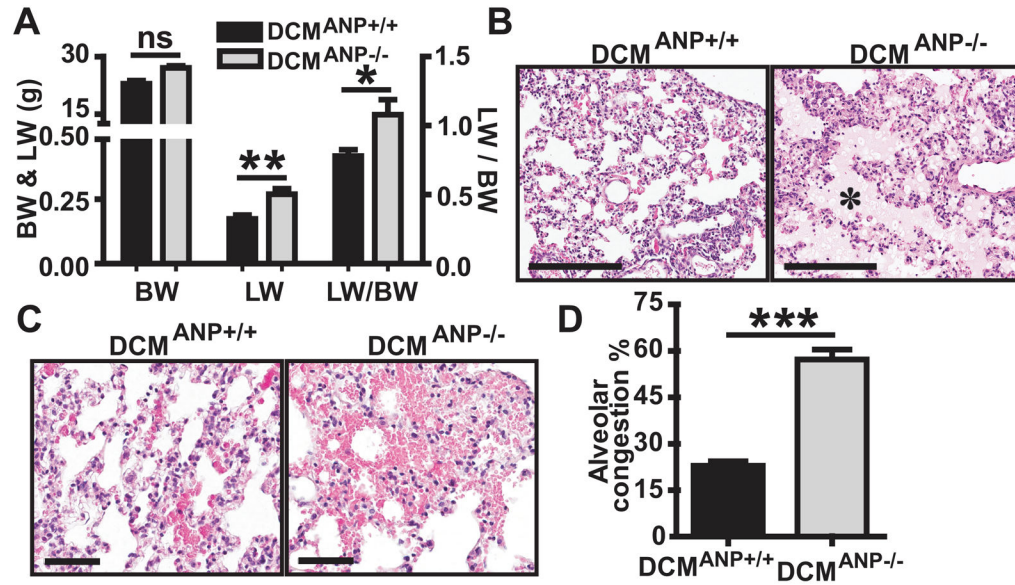 A
ns
DCM ANP+/+
DCM ANP-/-
BW & LW (g)
30
15
0.50
0.25
0.00
**
*
1.5
1.0
0.5
0.0
LW / BW
BW LW LW/BW
B
DCM ANP+/+ DCM ANP-/-
*
C
DCM ANP+/+ DCM ANP-/-
D
Alveolar
congestion %
75
60
45
30
15
0
***
DCM ANP+/+ DCM ANP-/-